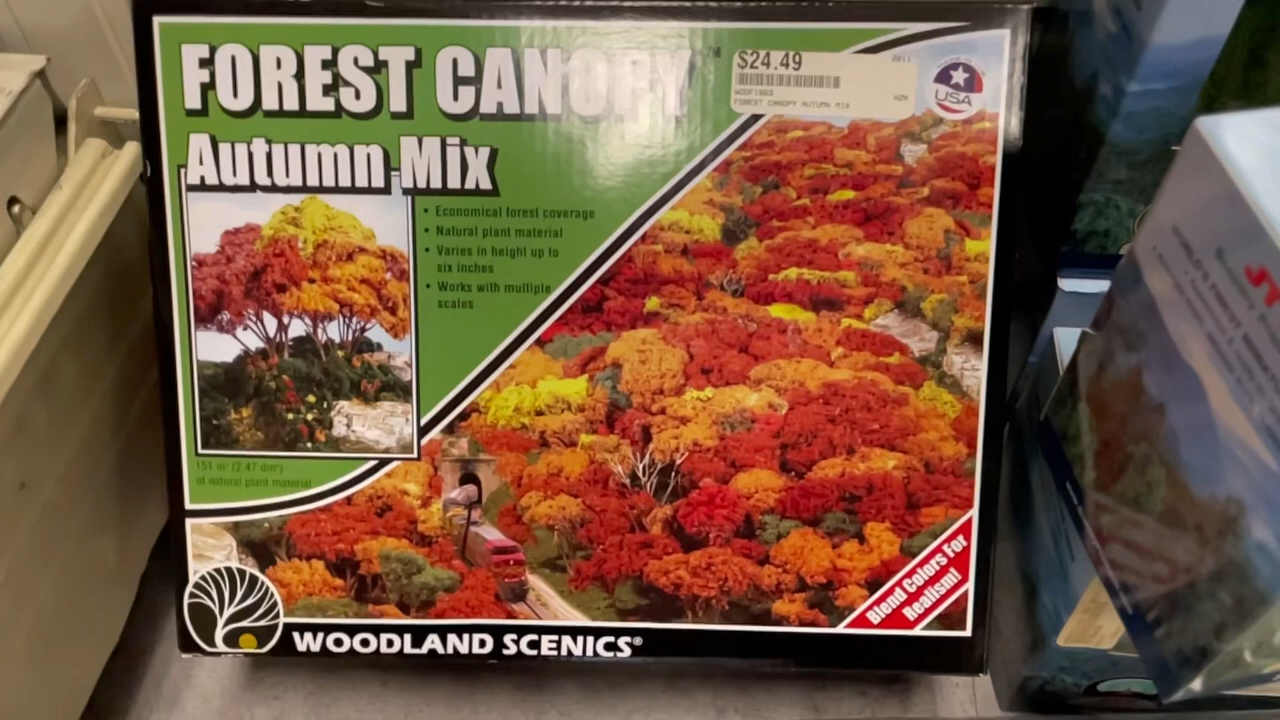 FOREST CANOPY™
Autumn Mix
$24.49
WOOF1663
FOREST CANOPY AUTUMN MIX
USA
• Economical forest coverage
• Natural plant material
• Varies in height up to
six inches
• Works with multiple
scales
151 in³ (2.47 dm³)
of natural plant material
Blend Colors For
Realism!
WOODLAND SCENICS®